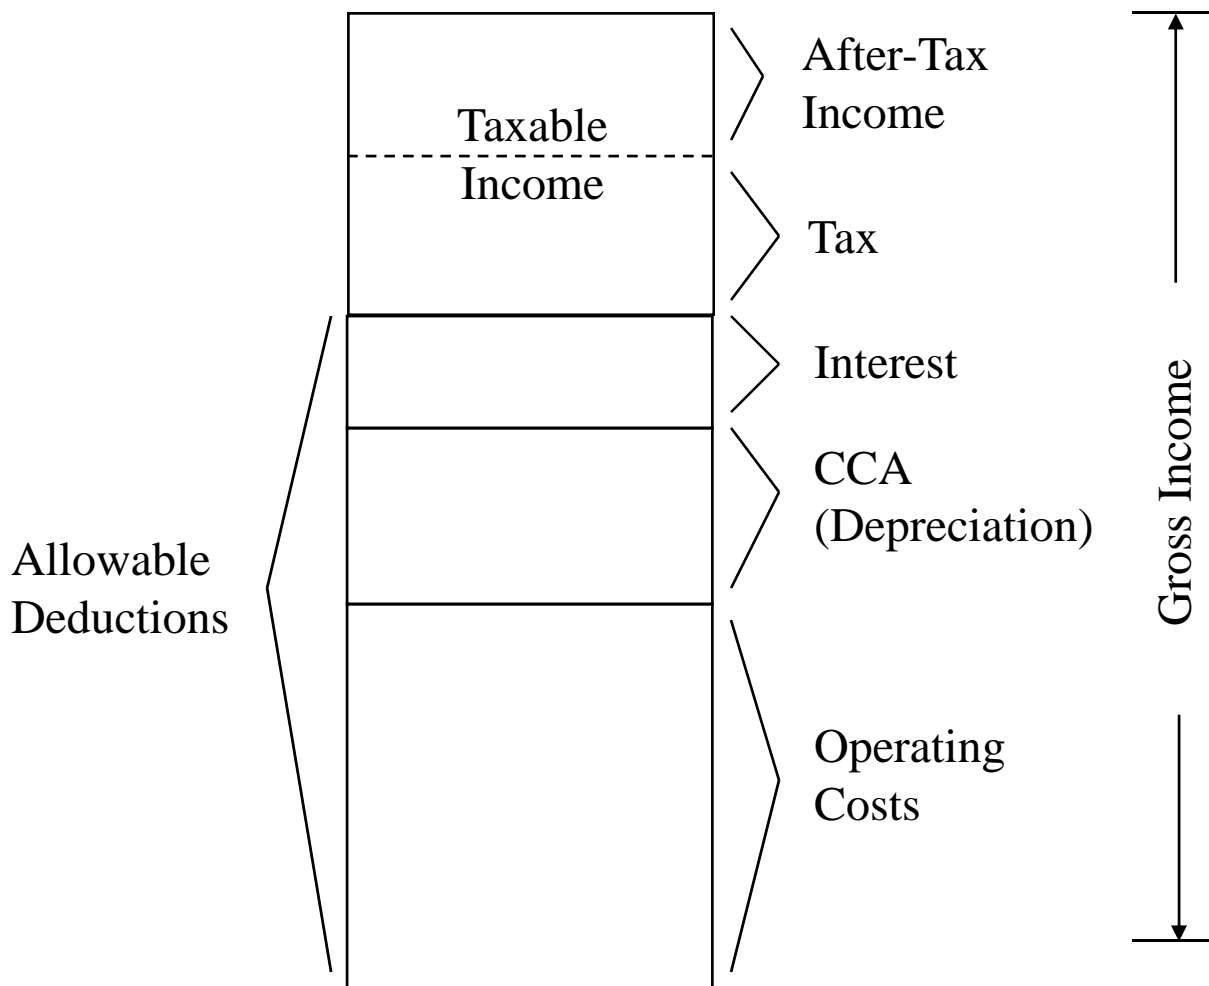 After-Tax
Income
Taxable
Income
Tax
Interest
CCA
(Depreciation)
Gross Income
Allowable
Deductions
Operating
Costs